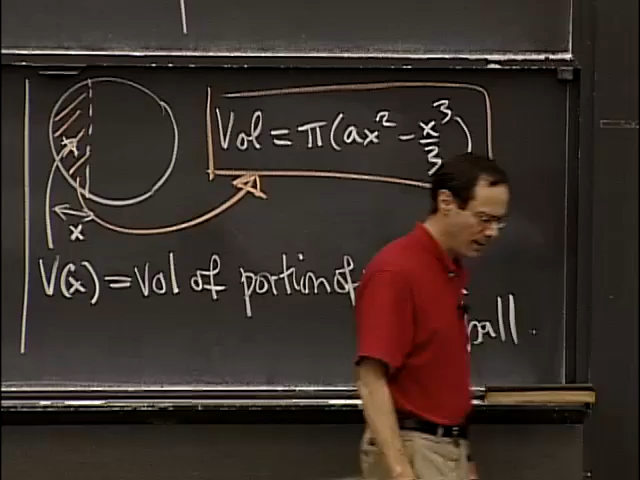 Vol = π(ax² - x³/3)
x
x
V(x) = Vol of portion of
ball.